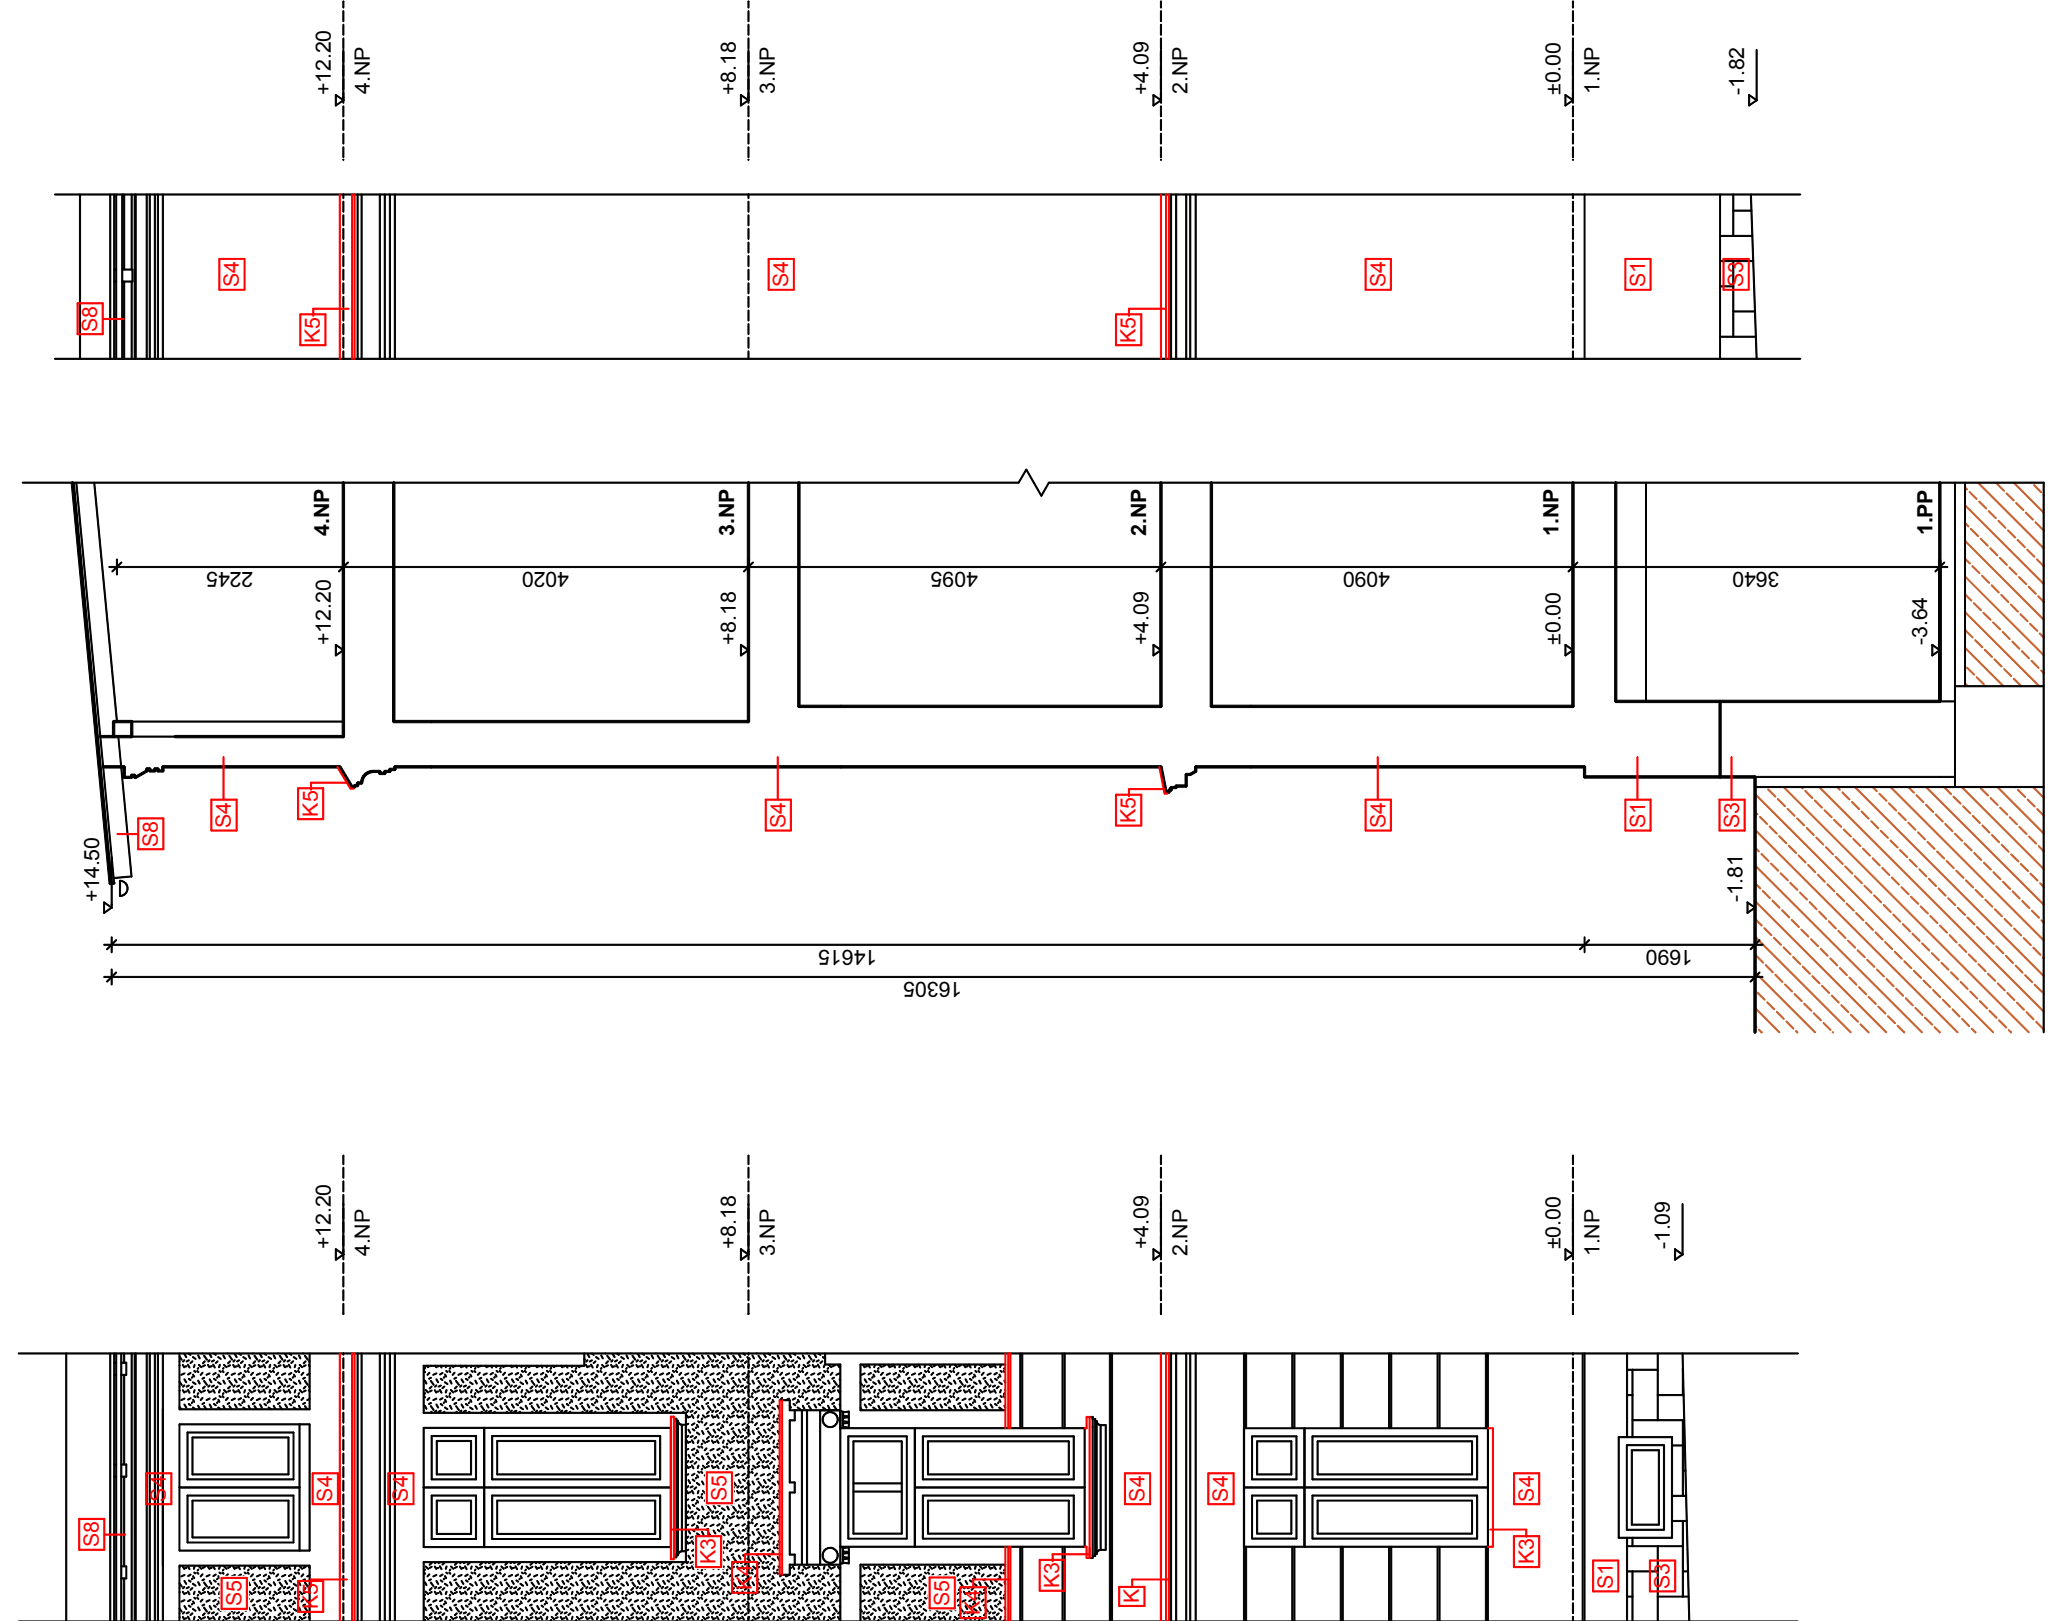 +12.20
4.NP
+8.18
3.NP
+4.09
2.NP
±0.00
1.NP
-1.82
S8
S4
K5
S4
K5
S4
S1
S3
4.NP
3.NP
2.NP
1.NP
1.PP
2245
4020
4095
4090
3640
+12.20
+8.18
+4.09
±0.00
-3.64
S8
S4
K5
S4
K5
S4
S1
S3
+14.50
-1.81
14615
1690
16305
+12.20
4.NP
+8.18
3.NP
+4.09
2.NP
±0.00
1.NP
-1.09
S8
S4
S5
S4
K5
S4
S5
K3
K4
S5
K4
K3
S4
K
S4
S4
K3
S1
S3